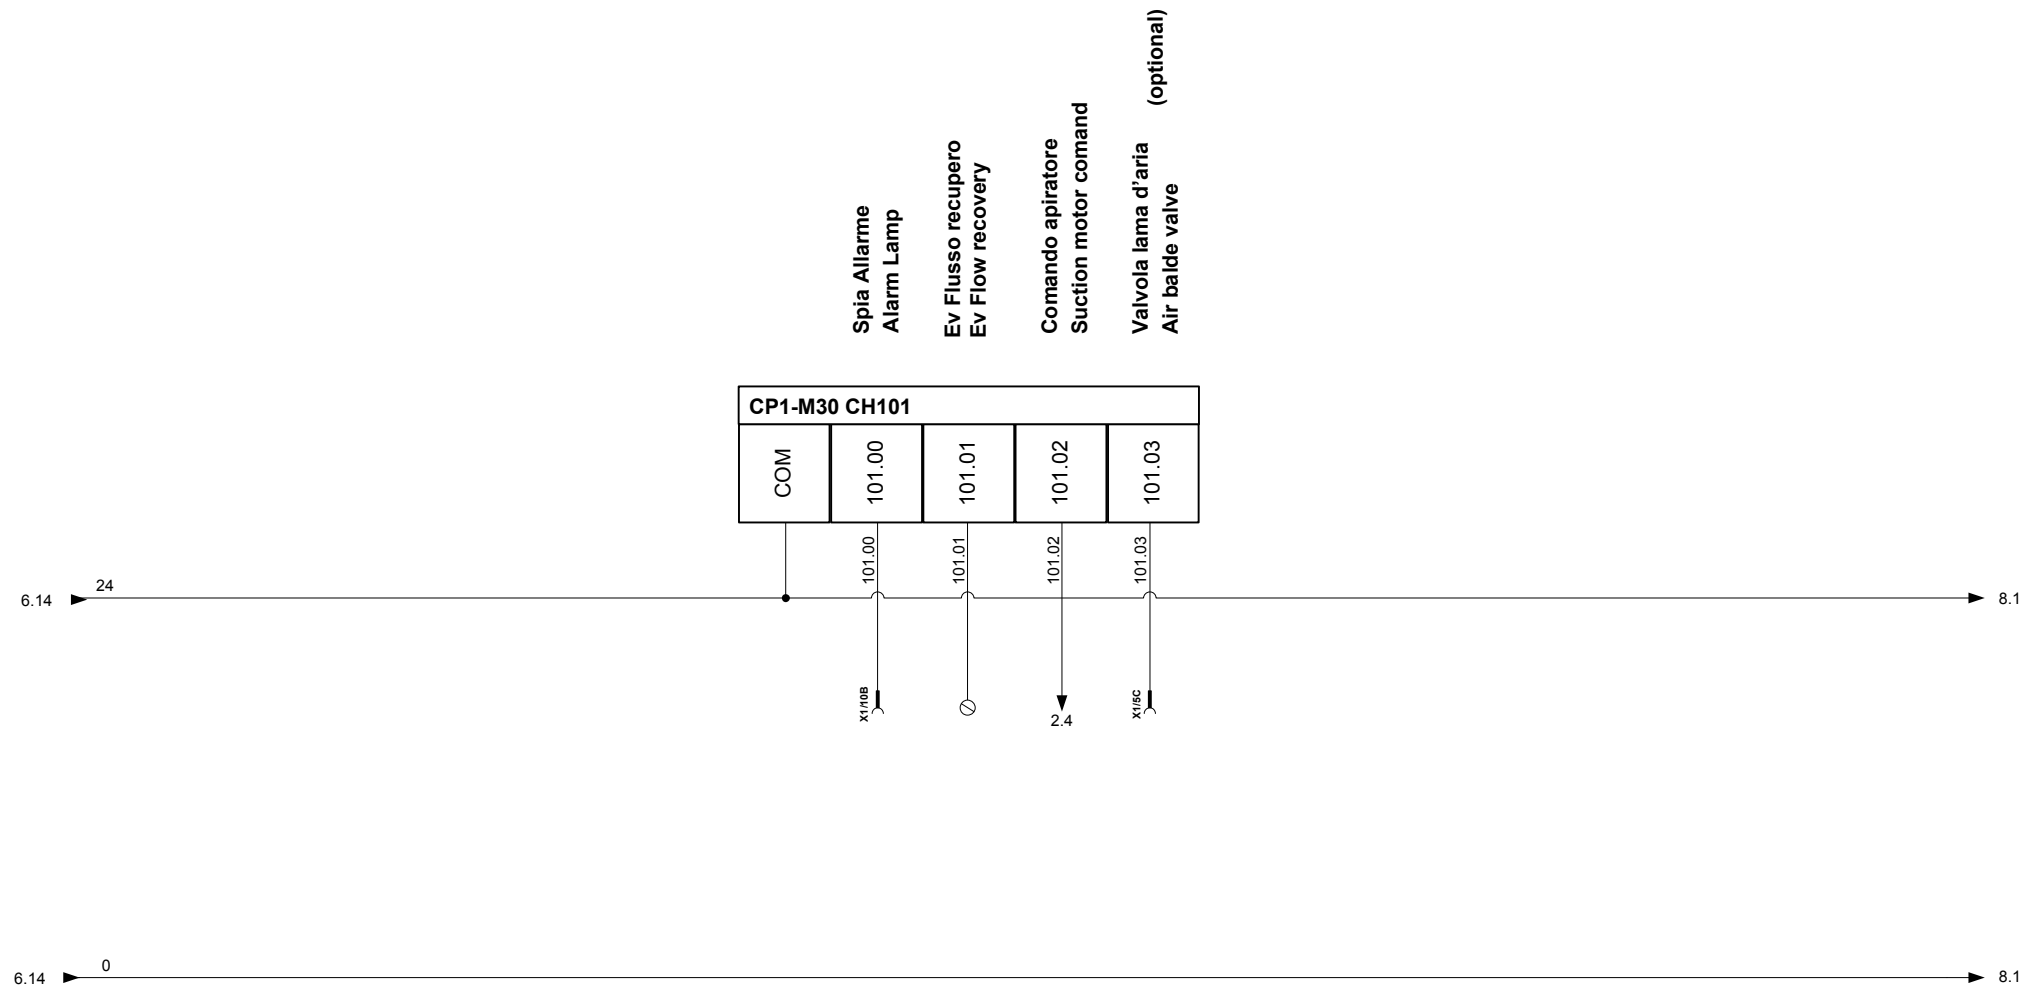 Spia Allarme
Alarm Lamp
Ev Flusso recupero
Ev Flow recovery
Comando apiratore
Suction motor comand
Valvola lama d’aria (optional)
Air balde valve
CP1-M30 CH101
COM
101.00
101.01
101.02
101.03
101.00
101.01
101.02
101.03
6.14
24
8.1
X1/10B
2.4
X1/5C
6.14
0
8.1